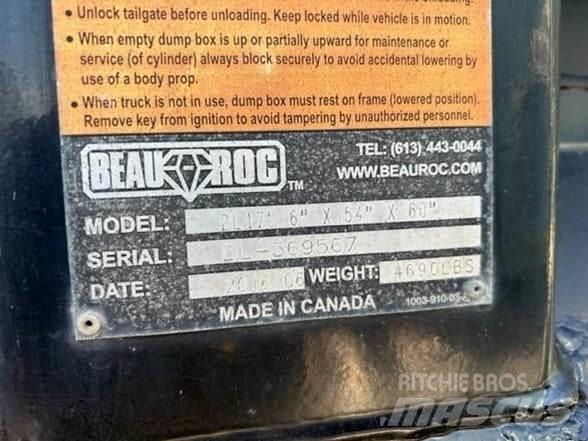 • Unlock tailgate before unloading. Keep locked while vehicle is in motion.
• When empty dump box is up or partially upward for maintenance or
service (of cylinder) always block securely to avoid accidental lowering by
use of a body prop.
• When truck is not in use, dump box must rest on frame (lowered position).
Remove key from ignition to avoid tampering by unauthorized personnel.
BEAU ROC TM
TEL: (613) 443-0044
WWW.BEAUROC.COM
MODEL: DL17' 6" X 54" X 60"
SERIAL: DL-369567
DATE: WEIGHT: 4690LBS
MADE IN CANADA
RITCHIE BROS.
MASCUS